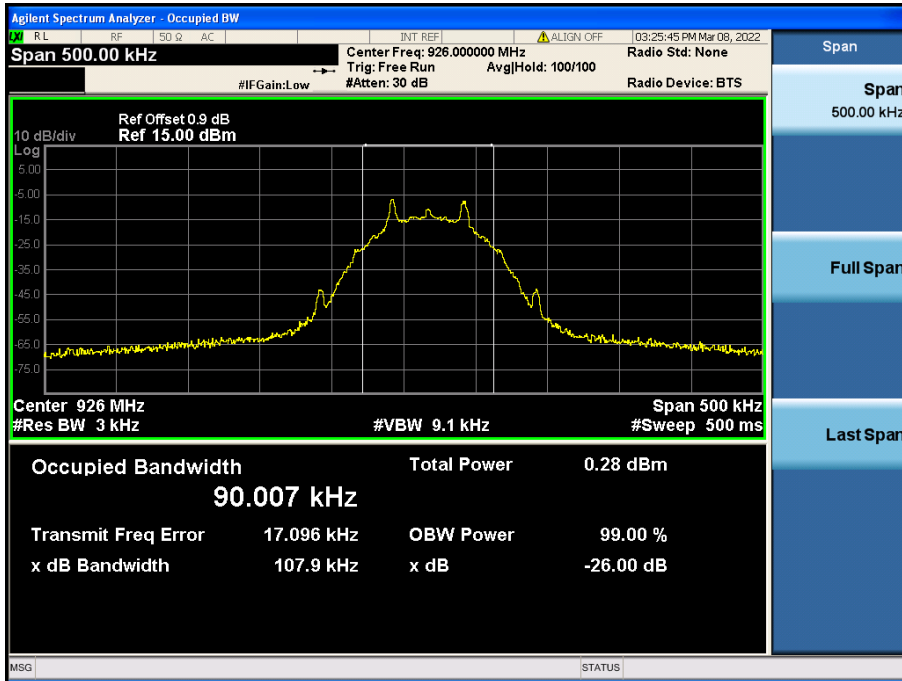 Agilent Spectrum Analyzer - Occupied BW
LXI RL RF 50 Ω AC INT REF ALIGN OFF 03:25:45 PM Mar 08, 2022
Span 500.00 kHz
Center Freq: 926.000000 MHz
Radio Std: None
Trig: Free Run Avg|Hold: 100/100
#IFGain:Low
#Atten: 30 dB
Radio Device: BTS
Ref Offset 0.9 dB
10 dB/div Ref 15.00 dBm
Log
5.00
-5.00
-15.0
-25.0
-35.0
-45.0
-55.0
-65.0
-75.0
Center 926 MHz Span 500 kHz
#Res BW 3 kHz #VBW 9.1 kHz #Sweep 500 ms
Occupied Bandwidth Total Power 0.28 dBm
90.007 kHz
Transmit Freq Error 17.096 kHz OBW Power 99.00 %
x dB Bandwidth 107.9 kHz x dB -26.00 dB
MSG STATUS
Span
Span
500.00 kHz
Full Span
Last Span